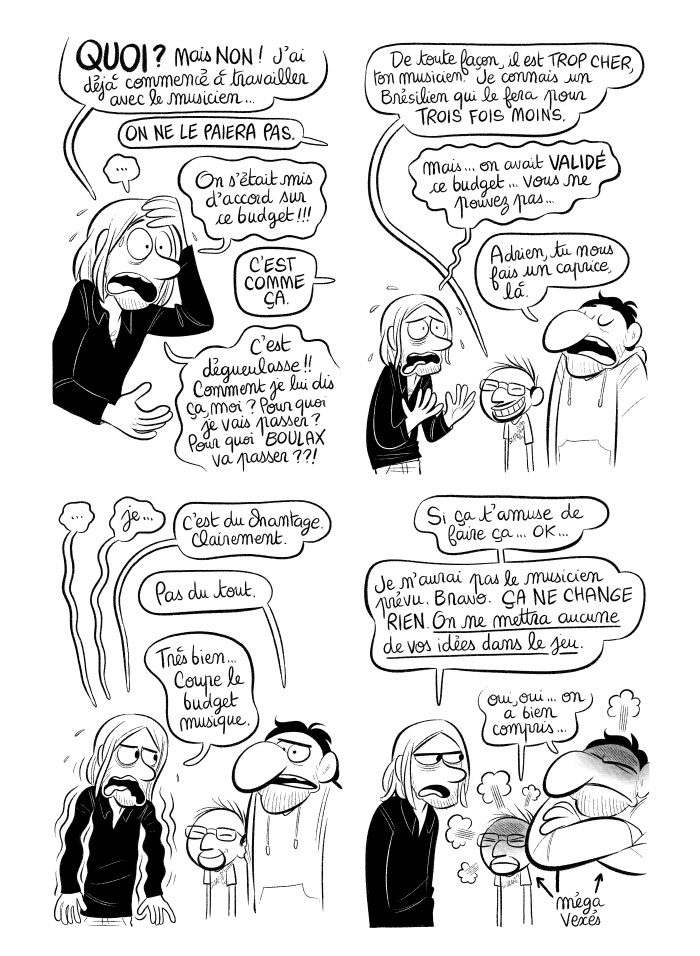 QUOI? Mais NON! J'ai
déjà commencé à travailler
avec le musicien...
ON NE LE PAIERA PAS.
...
On s'était mis
d'accord sur
ce budget!!!
C'EST
COMME
ÇA.
C'est
dégueulasse!!
Comment je lui dis
ça, moi? Pour quoi
je vais passer?
Pour quoi BOULAX
va passer??!
De toute façon, il est TROP CHER,
ton musicien. Je connais un
Brésilien qui le fera pour
TROIS FOIS MOINS.
Mais... on avait VALIDÉ
ce budget... vous ne
pouvez pas...
Adrien, tu nous
fais un caprice,
là.
...
je...
C'est du chantage.
Clairement.
Pas du tout.
Très bien...
Coupe le
budget
musique.
Si ça t'amuse de
faire ça... OK...
Je n'aurai pas le musicien
prévu. Bravo. ÇA NE CHANGE
RIEN. On ne mettra aucune
de vos idées dans le jeu.
oui, oui... on
a bien
compris...
méga
vexés